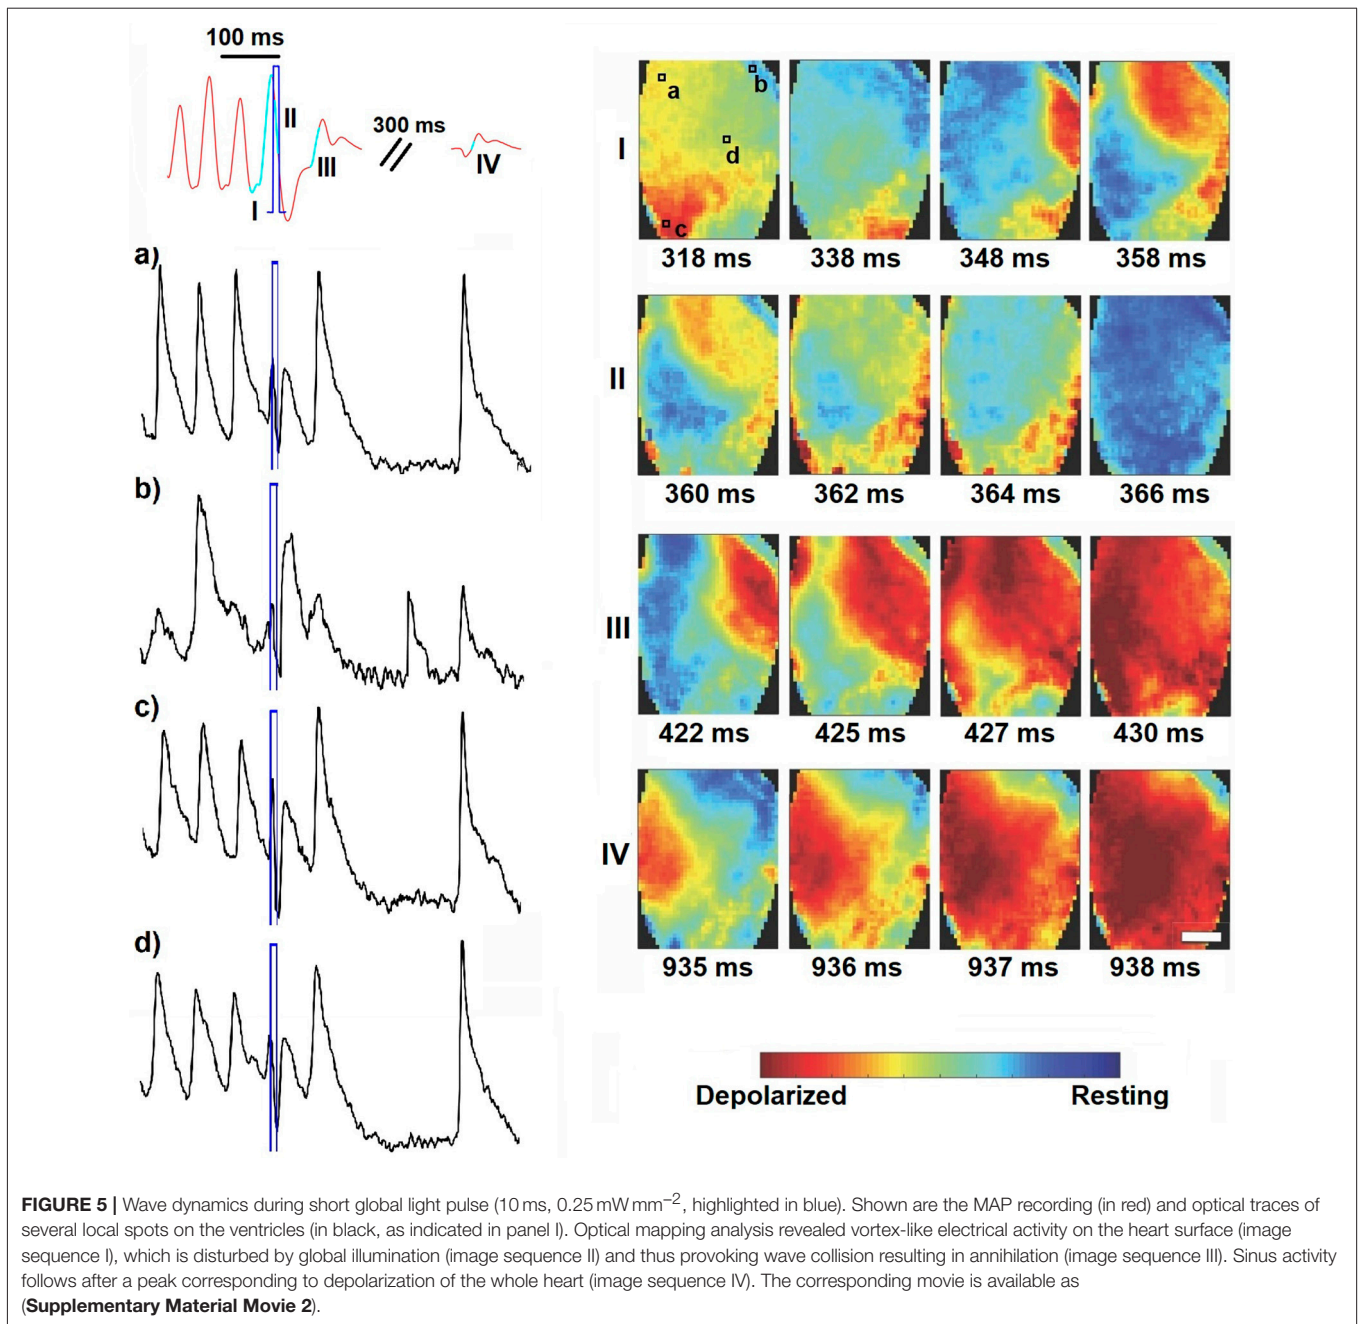 100 ms
II
300 ms
III
IV
I
a)
b)
c)
d)
I
a
b
d
c
318 ms 338 ms 348 ms 358 ms
II
360 ms 362 ms 364 ms 366 ms
III
422 ms 425 ms 427 ms 430 ms
IV
935 ms 936 ms 937 ms 938 ms
Depolarized Resting
FIGURE 5 | Wave dynamics during short global light pulse (10 ms, 0.25 mW mm⁻², highlighted in blue). Shown are the MAP recording (in red) and optical traces of
several local spots on the ventricles (in black, as indicated in panel I). Optical mapping analysis revealed vortex-like electrical activity on the heart surface (image
sequence I), which is disturbed by global illumination (image sequence II) and thus provoking wave collision resulting in annihilation (image sequence III). Sinus activity
follows after a peak corresponding to depolarization of the whole heart (image sequence IV). The corresponding movie is available as
(Supplementary Material Movie 2).